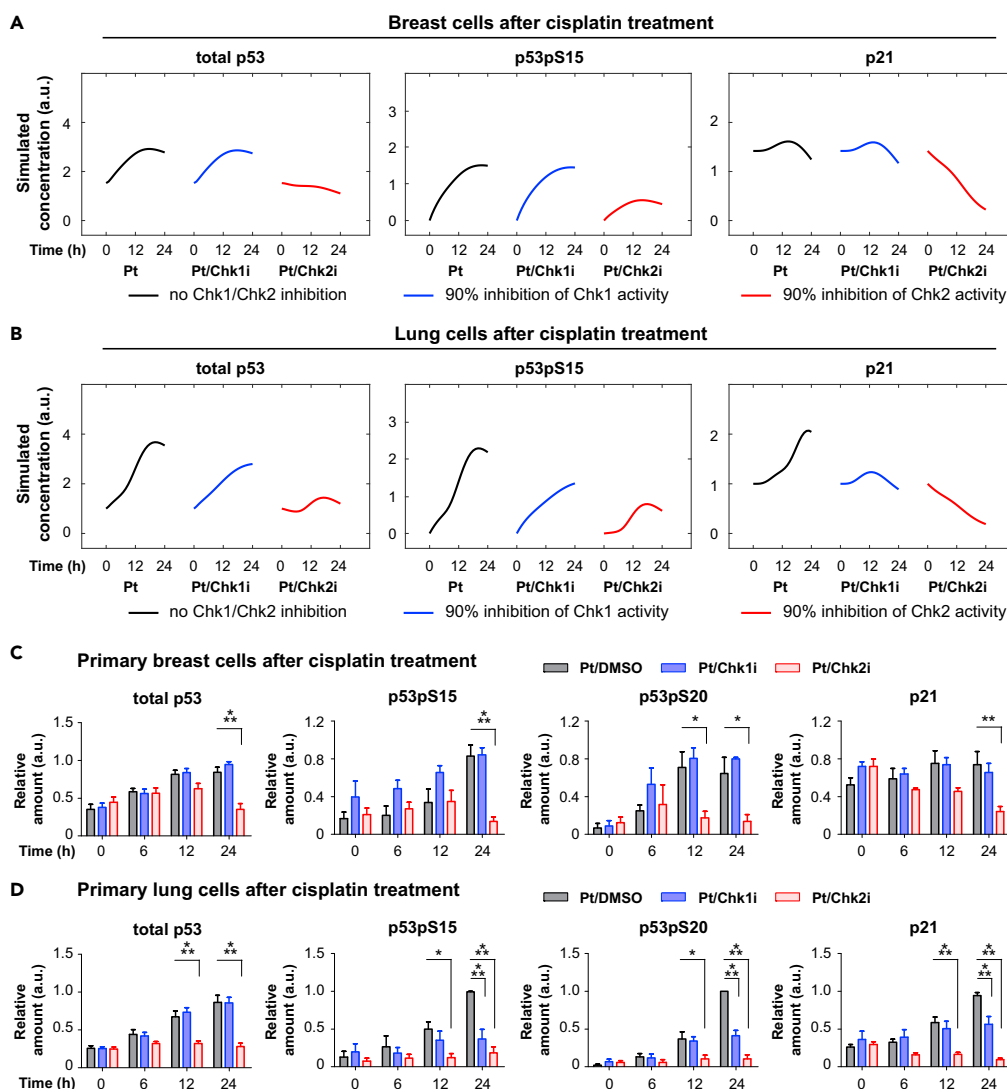 A
Breast cells after cisplatin treatment
total p53 p53pS15 p21
Simulated concentration (a.u.)
4
2
0
3
2
1
0
2
1
0
Time (h) 0 12 24 0 12 24 0 12 24 0 12 24 0 12 24 0 12 24 0 12 24 0 12 24 0 12 24
Pt Pt/Chk1i Pt/Chk2i Pt Pt/Chk1i Pt/Chk2i Pt Pt/Chk1i Pt/Chk2i
no Chk1/Chk2 inhibition 90% inhibition of Chk1 activity 90% inhibition of Chk2 activity
B
Lung cells after cisplatin treatment
total p53 p53pS15 p21
Simulated concentration (a.u.)
4
2
0
3
2
1
0
2
1
0
Time (h) 0 12 24 0 12 24 0 12 24 0 12 24 0 12 24 0 12 24 0 12 24 0 12 24 0 12 24
Pt Pt/Chk1i Pt/Chk2i Pt Pt/Chk1i Pt/Chk2i Pt Pt/Chk1i Pt/Chk2i
no Chk1/Chk2 inhibition 90% inhibition of Chk1 activity 90% inhibition of Chk2 activity
C Primary breast cells after cisplatin treatment
Pt/DMSO Pt/Chk1i Pt/Chk2i
total p53 p53pS15 p53pS20 p21
Relative amount (a.u.)
1.5
1.0
0.5
0
*
**
Relative amount (a.u.)
1.2
0.8
0.4
0
*
**
Relative amount (a.u.)
1.2
0.8
0.4
0
* *
Relative amount (a.u.)
1.2
0.8
0.4
0
**
Time (h) 0 6 12 24 0 6 12 24 0 6 12 24 0 6 12 24
D Primary lung cells after cisplatin treatment
Pt/DMSO Pt/Chk1i Pt/Chk2i
total p53 p53pS15 p53pS20 p21
Relative amount (a.u.)
1.5
1.0
0.5
0
* *
** **
Relative amount (a.u.)
1.5
1.0
0.5
0
* *
**
*
**
Relative amount (a.u.)
1.5
1.0
0.5
0
* *
**
*
**
Relative amount (a.u.)
1.5
1.0
0.5
0
* *
** **
*
**
Time (h) 0 6 12 24 0 6 12 24 0 6 12 24 0 6 12 24